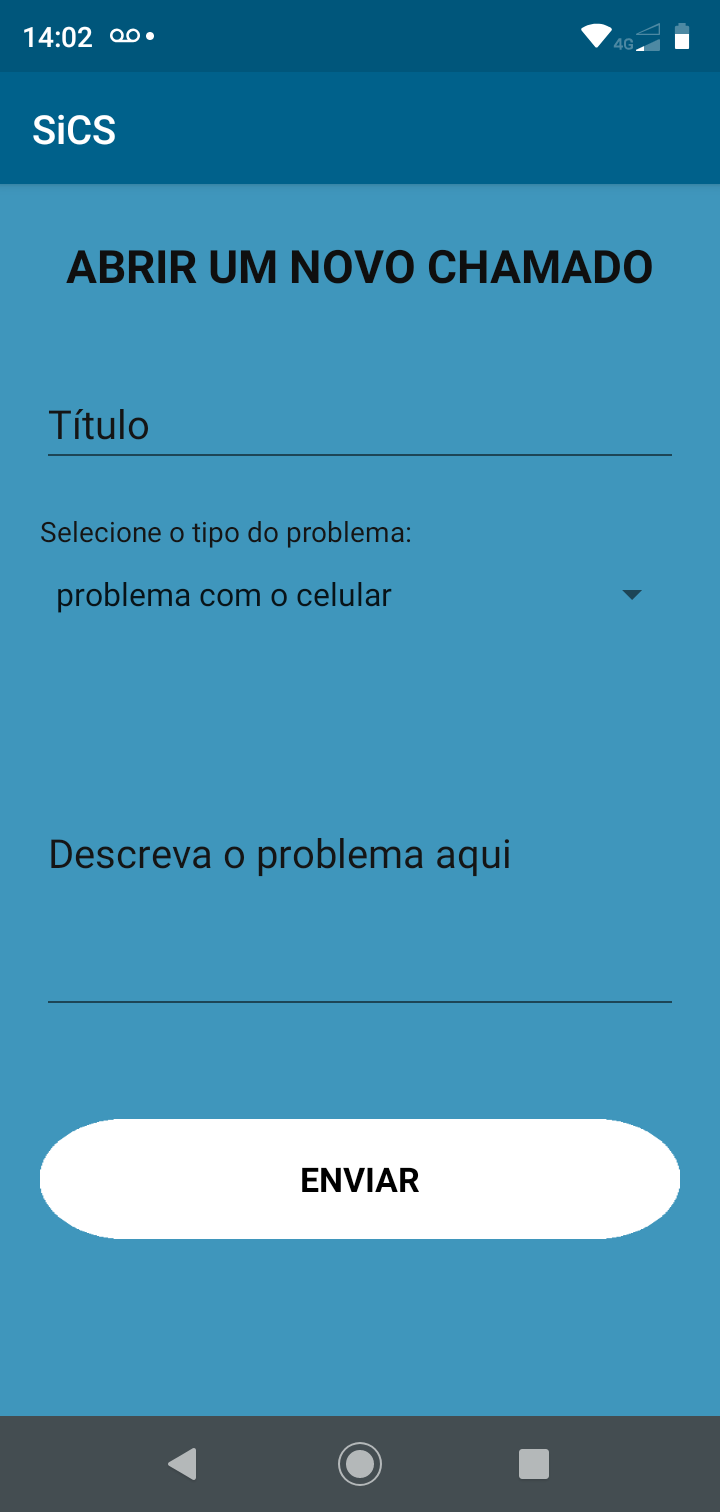 14:02
4G
SiCS
ABRIR UM NOVO CHAMADO
Título
Selecione o tipo do problema:
problema com o celular
Descreva o problema aqui
ENVIAR